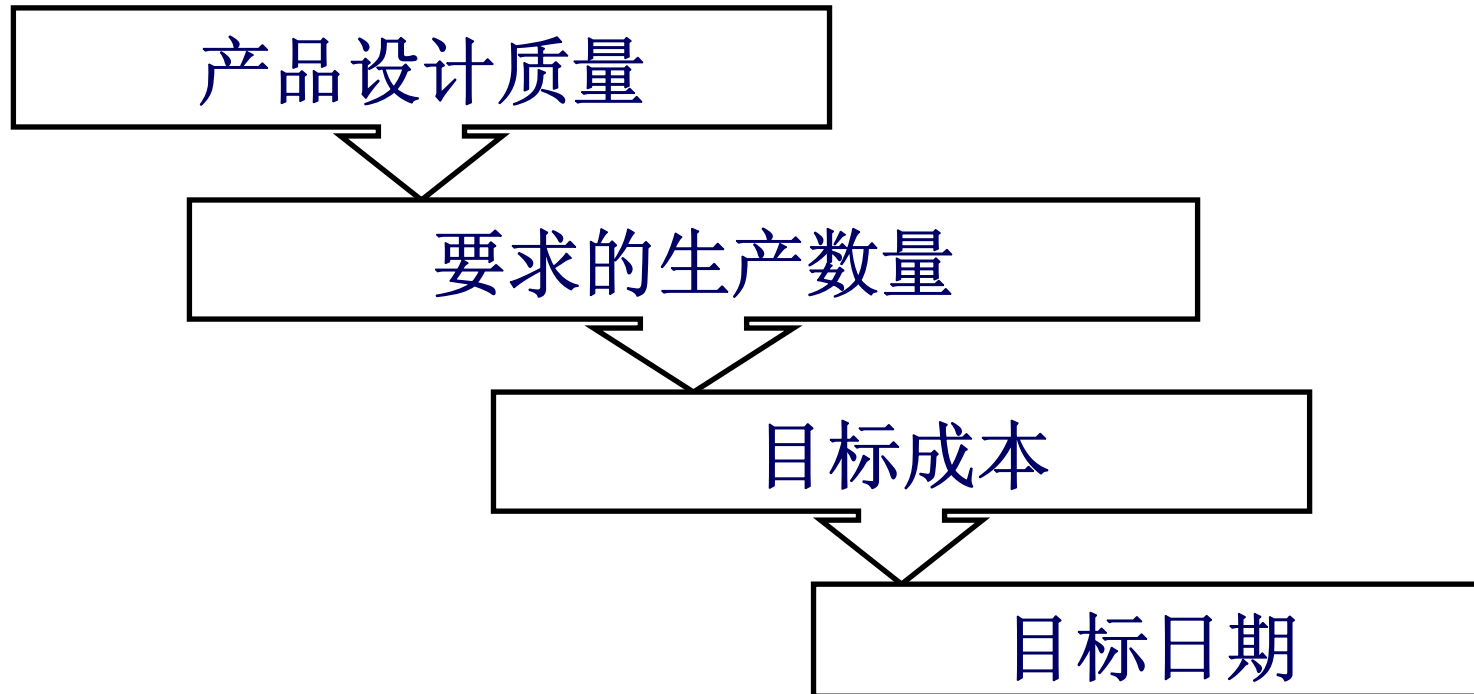 产品设计质量
要求的生产数量
目标成本
目标日期